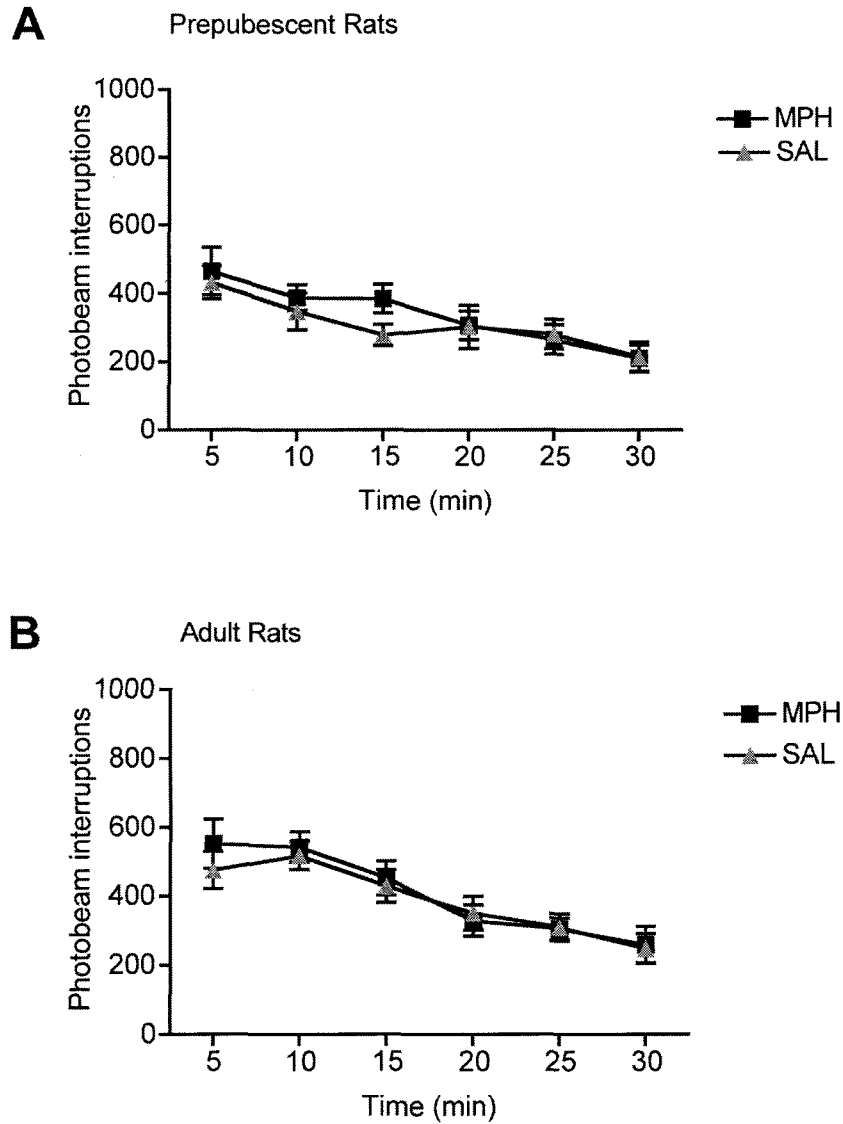 A
Prepubescent Rats
Photobeam interruptions
1000
800
600
400
200
0
5 10 15 20 25 30
Time (min)
MPH
SAL
B
Adult Rats
Photobeam interruptions
1000
800
600
400
200
0
5 10 15 20 25 30
Time (min)
MPH
SAL